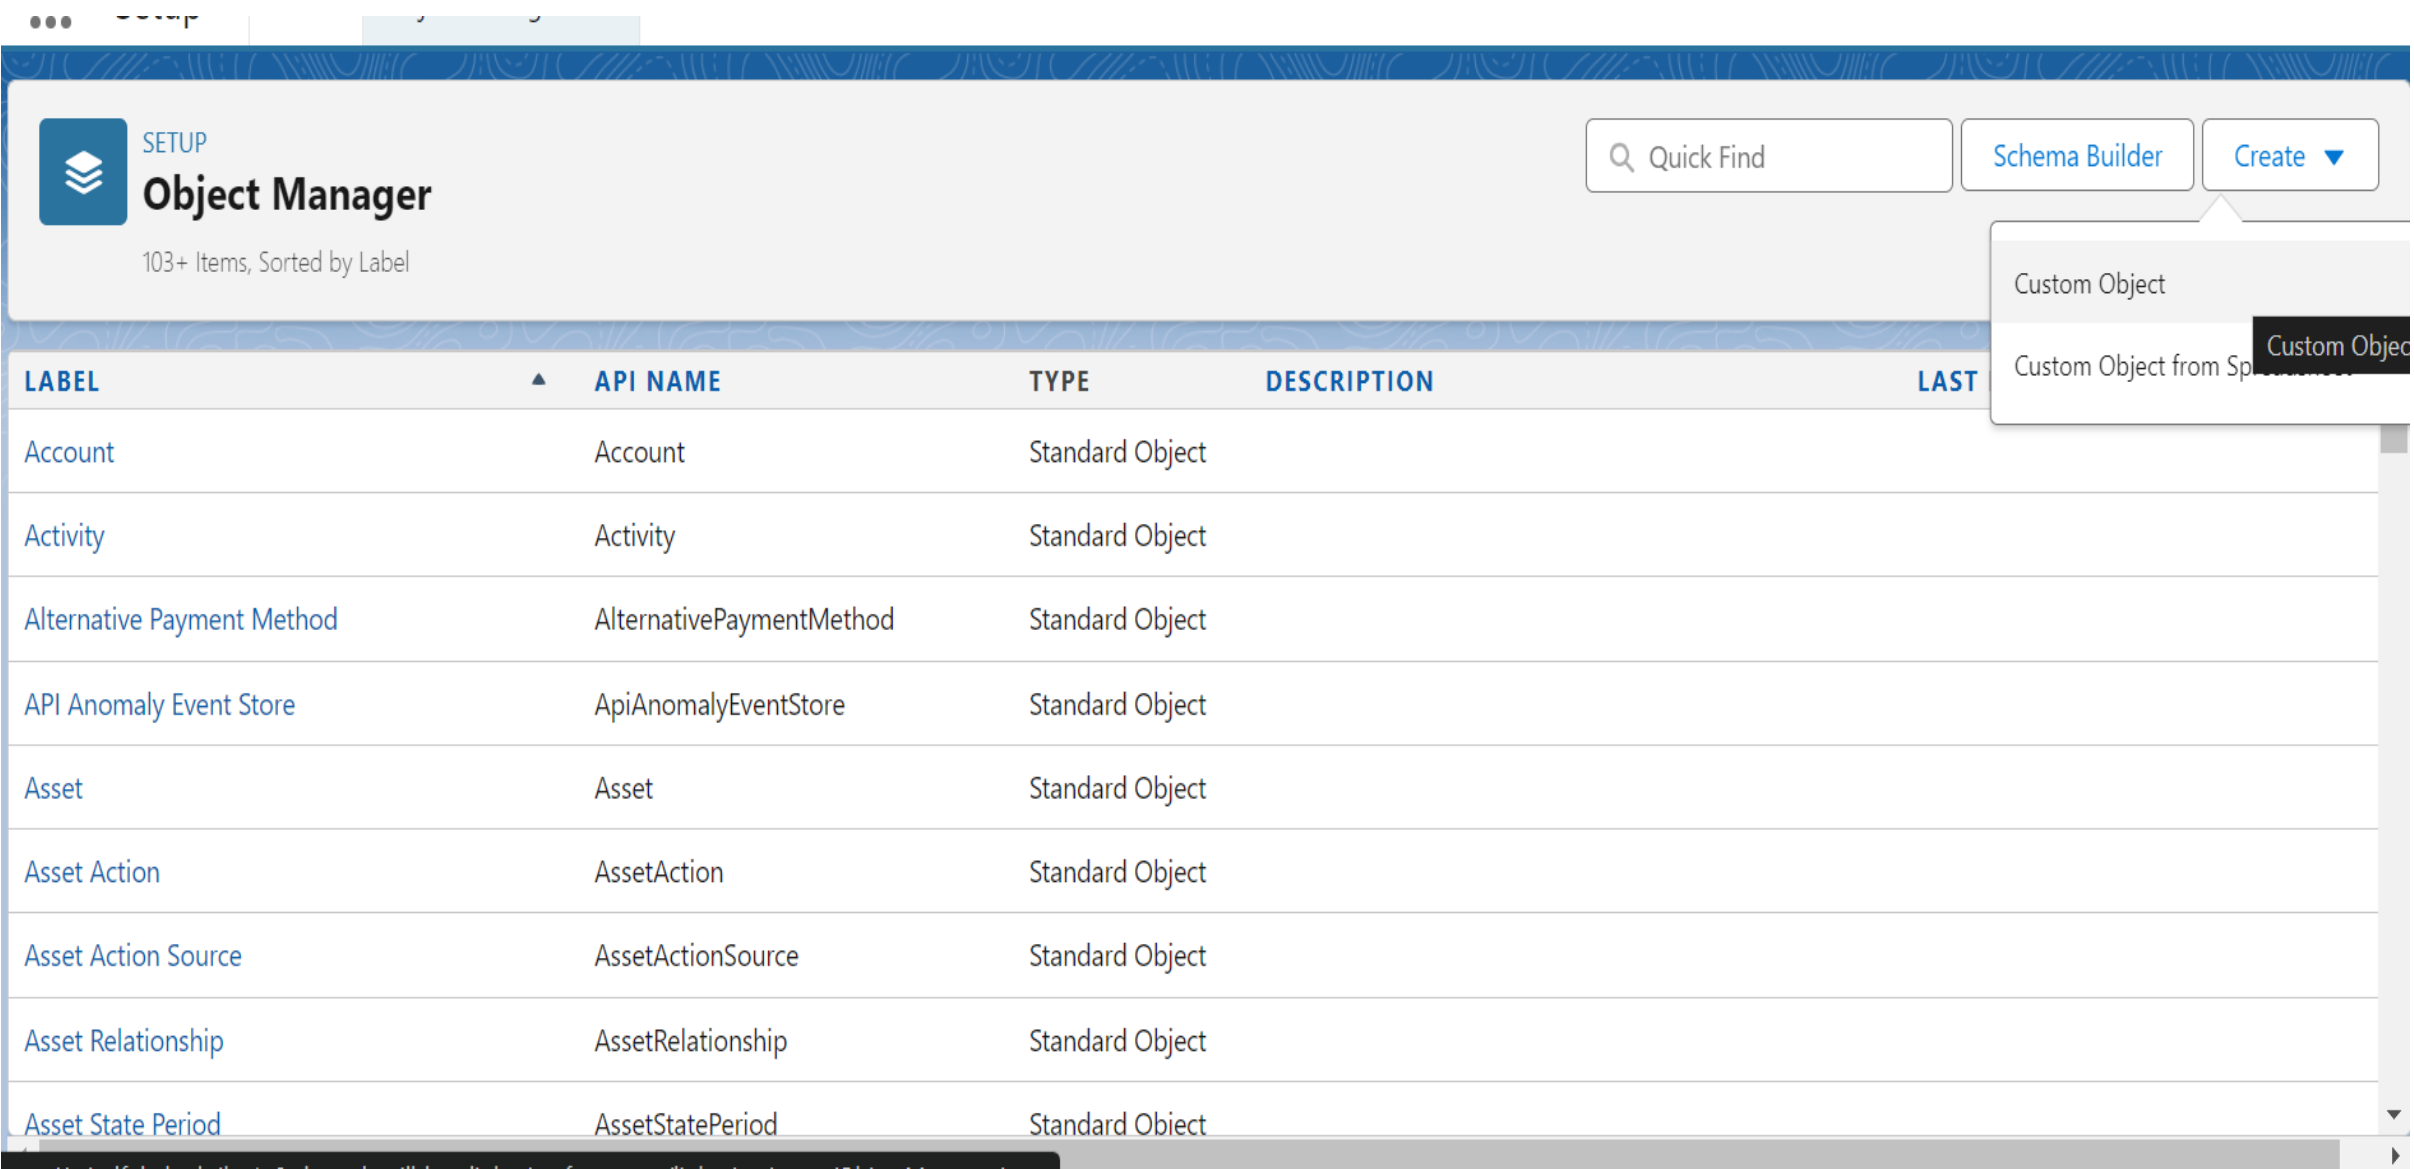 Setup
SETUP
Object Manager
103+ Items, Sorted by Label
Quick Find
Schema Builder
Create
Custom Object
Custom Objec
Custom Object from Sp
LABEL API NAME TYPE DESCRIPTION LAST
Account Account Standard Object
Activity Activity Standard Object
Alternative Payment Method AlternativePaymentMethod Standard Object
API Anomaly Event Store ApiAnomalyEventStore Standard Object
Asset Asset Standard Object
Asset Action AssetAction Standard Object
Asset Action Source AssetActionSource Standard Object
Asset Relationship AssetRelationship Standard Object
Asset State Period AssetStatePeriod Standard Object